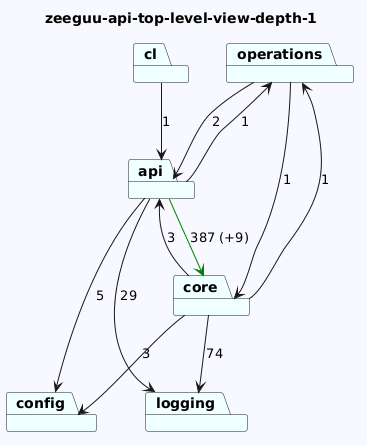 zeeguu-api-top-level-view-depth-1
cl
operations
1
2
1
api
1
1
3
387 (+9)
core
5
29
3
74
config
logging